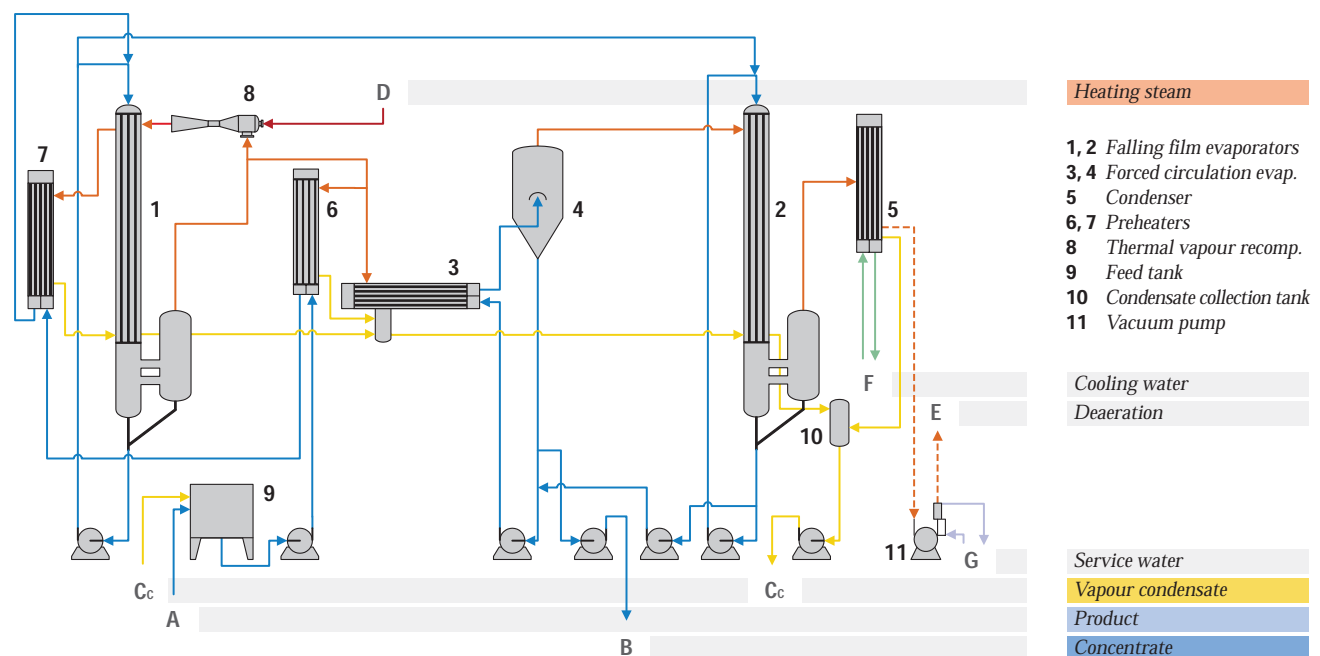 D
8
7
1
6
3
4
2
5
F
E
10
9
11
G
Cc
Cc
A
B
Heating steam
1, 2 Falling film evaporators
3, 4 Forced circulation evap.
5 Condenser
6, 7 Preheaters
8 Thermal vapour recomp.
9 Feed tank
10 Condensate collection tank
11 Vacuum pump
Cooling water
Deaeration
Service water
Vapour condensate
Product
Concentrate